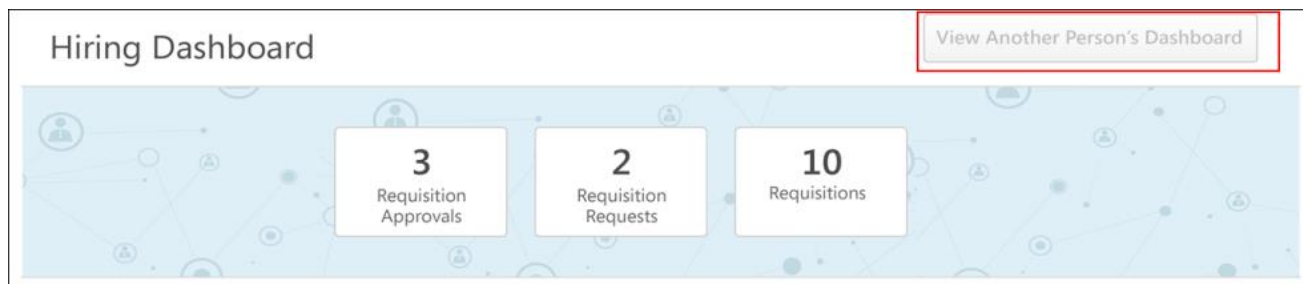 Hiring Dashboard
View Another Person's Dashboard
3
Requisition
Approvals
2
Requisition
Requests
10
Requisitions